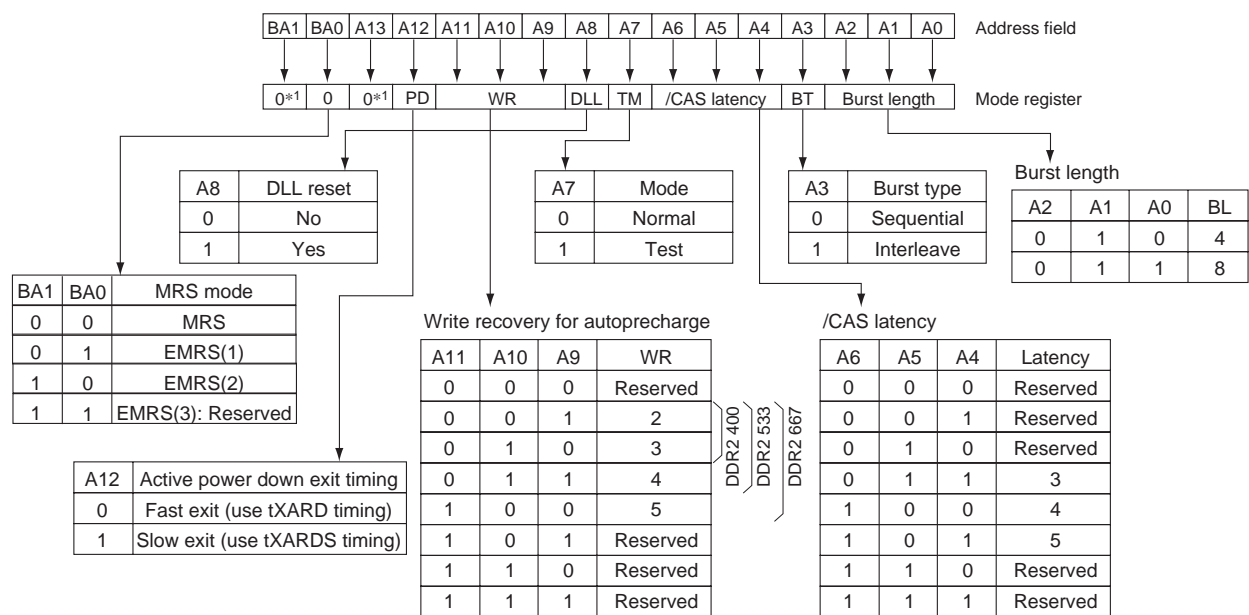 BA1 BA0 A13 A12 A11 A10 A9 A8 A7 A6 A5 A4 A3 A2 A1 A0 Address field
0*1 0 0*1 PD WR DLL TM /CAS latency BT Burst length Mode register
A8 DLL reset
0 No
1 Yes
A7 Mode
0 Normal
1 Test
A3 Burst type
0 Sequential
1 Interleave
Burst length
A2 A1 A0 BL
0 1 0 4
0 1 1 8
BA1 BA0 MRS mode
0 0 MRS
0 1 EMRS(1)
1 0 EMRS(2)
1 1 EMRS(3): Reserved
A12 Active power down exit timing
0 Fast exit (use tXARD timing)
1 Slow exit (use tXARDS timing)
Write recovery for autoprecharge
A11 A10 A9 WR
0 0 0 Reserved
0 0 1 2
0 1 0 3
0 1 1 4
1 0 0 5
1 0 1 Reserved
1 1 0 Reserved
1 1 1 Reserved
DDR2 400
DDR2 533
DDR2 667
/CAS latency
A6 A5 A4 Latency
0 0 0 Reserved
0 0 1 Reserved
0 1 0 Reserved
0 1 1 3
1 0 0 4
1 0 1 5
1 1 0 Reserved
1 1 1 Reserved